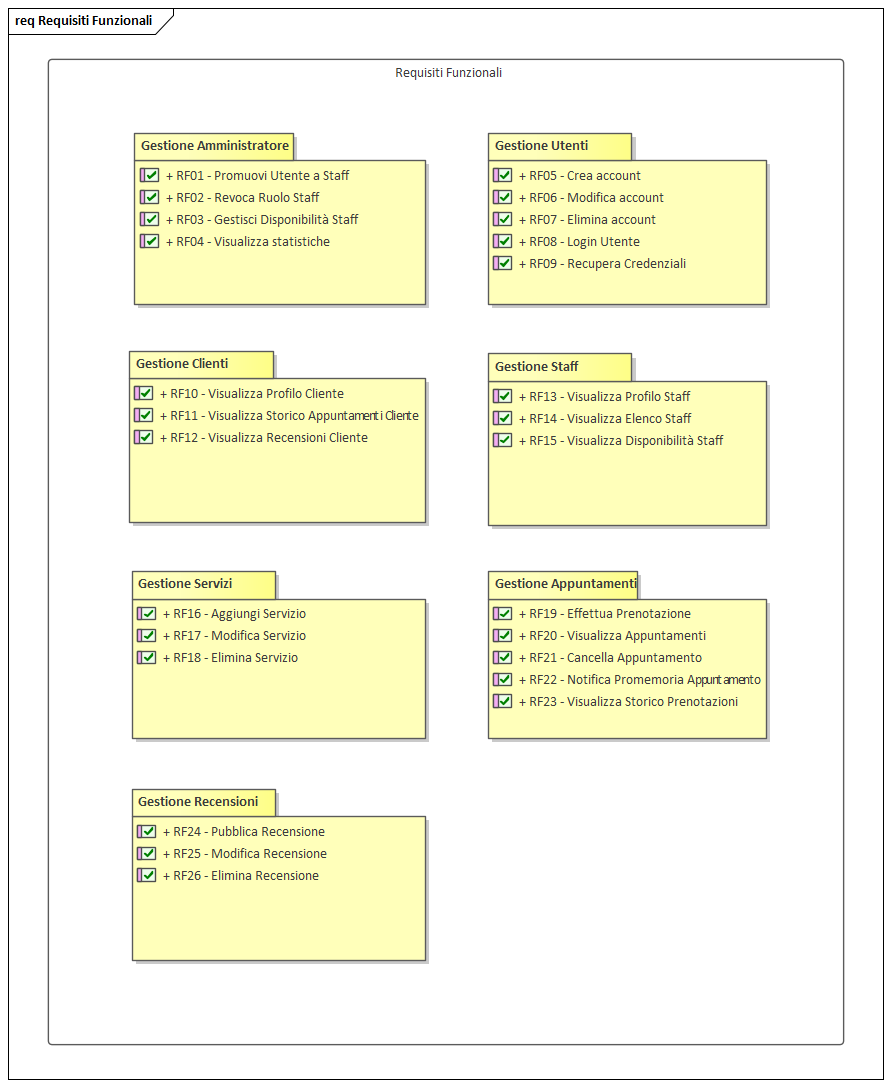 req Requisiti Funzionali
Requisiti Funzionali
Gestione Amministratore
+ RF01 - Promuovi Utente a Staff
+ RF02 - Revoca Ruolo Staff
+ RF03 - Gestisci Disponibilità Staff
+ RF04 - Visualizza statistiche
Gestione Utenti
+ RF05 - Crea account
+ RF06 - Modifica account
+ RF07 - Elimina account
+ RF08 - Login Utente
+ RF09 - Recupera Credenziali
Gestione Clienti
+ RF10 - Visualizza Profilo Cliente
+ RF11 - Visualizza Storico Appuntamenti Cliente
+ RF12 - Visualizza Recensioni Cliente
Gestione Staff
+ RF13 - Visualizza Profilo Staff
+ RF14 - Visualizza Elenco Staff
+ RF15 - Visualizza Disponibilità Staff
Gestione Servizi
+ RF16 - Aggiungi Servizio
+ RF17 - Modifica Servizio
+ RF18 - Elimina Servizio
Gestione Appuntamenti
+ RF19 - Effettua Prenotazione
+ RF20 - Visualizza Appuntamenti
+ RF21 - Cancella Appuntamento
+ RF22 - Notifica Promemoria Appuntamento
+ RF23 - Visualizza Storico Prenotazioni
Gestione Recensioni
+ RF24 - Pubblica Recensione
+ RF25 - Modifica Recensione
+ RF26 - Elimina Recensione